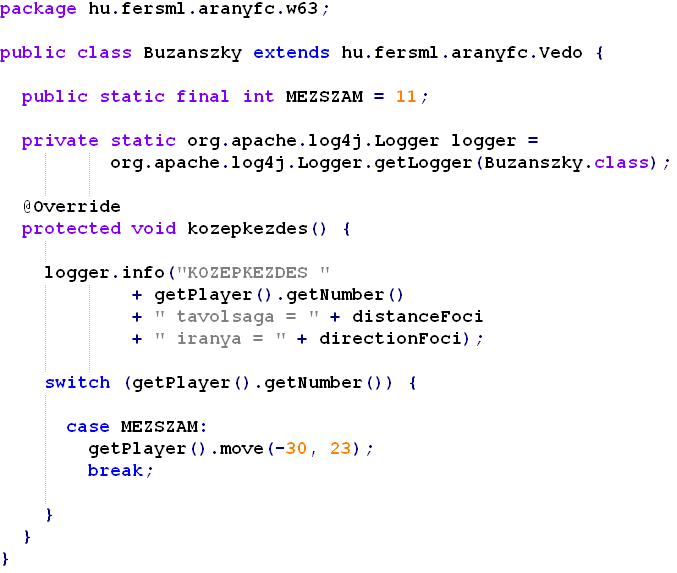 package hu.fersml.aranyfc.w63;
public class Buzanszky extends hu.fersml.aranyfc.Vedo {
public static final int MEZSZAM = 11;
private static org.apache.log4j.Logger logger =
org.apache.log4j.Logger.getLogger(Buzanszky.class);
@Override
protected void kozepkezdes() {
logger.info("KOZEPKEZDES "
+ getPlayer().getNumber()
+ " tavolsaga = " + distanceFoci
+ " iranya = " + directionFoci);
switch (getPlayer().getNumber()) {
case MEZSZAM:
getPlayer().move(-30, 23);
break;
}
}
}